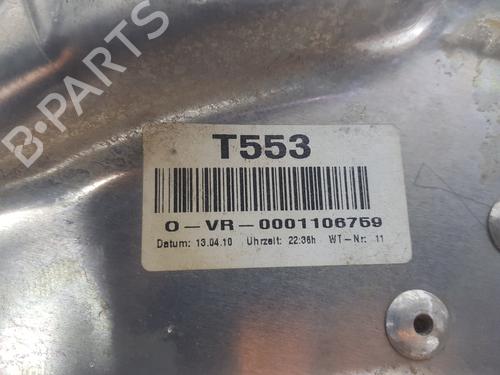 B-PARTS
T553
O-VR-0001106759
Datum: 13.04.10 Uhrzeit: 22:36h WT-Nr: 11